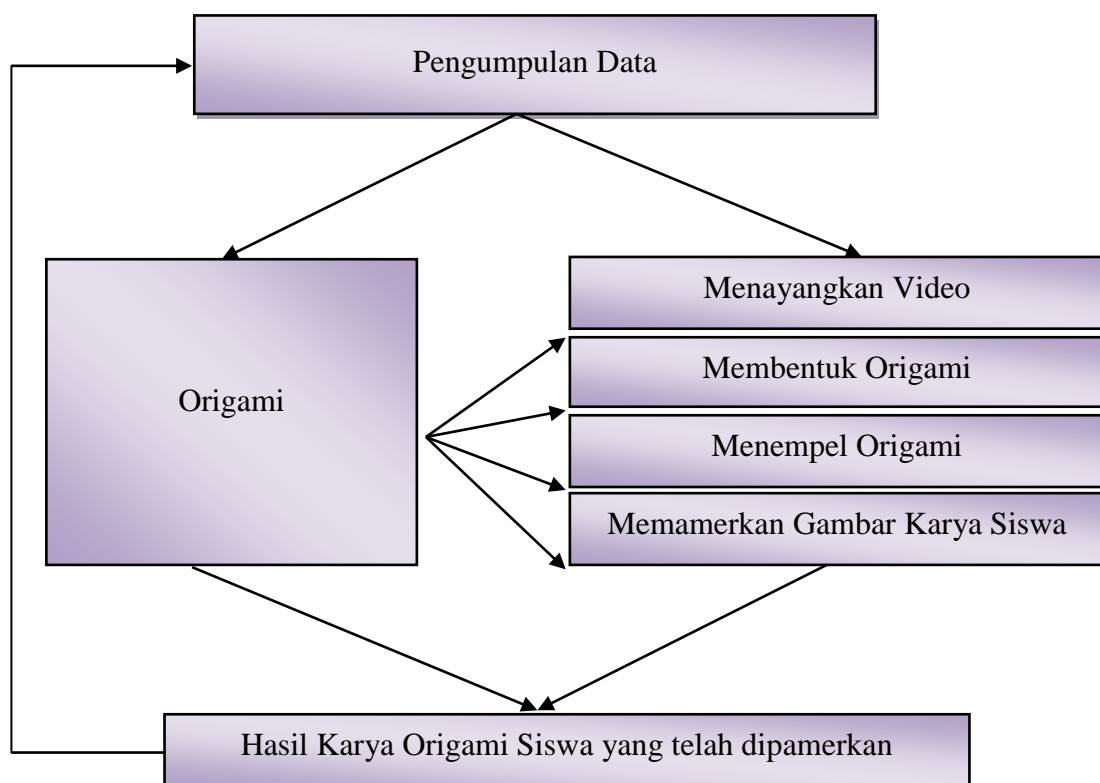 Pengumpulan Data
Origami
Menayangkan Video
Membentuk Origami
Menempel Origami
Memamerkan Gambar Karya Siswa
Hasil Karya Origami Siswa yang telah dipamerkan